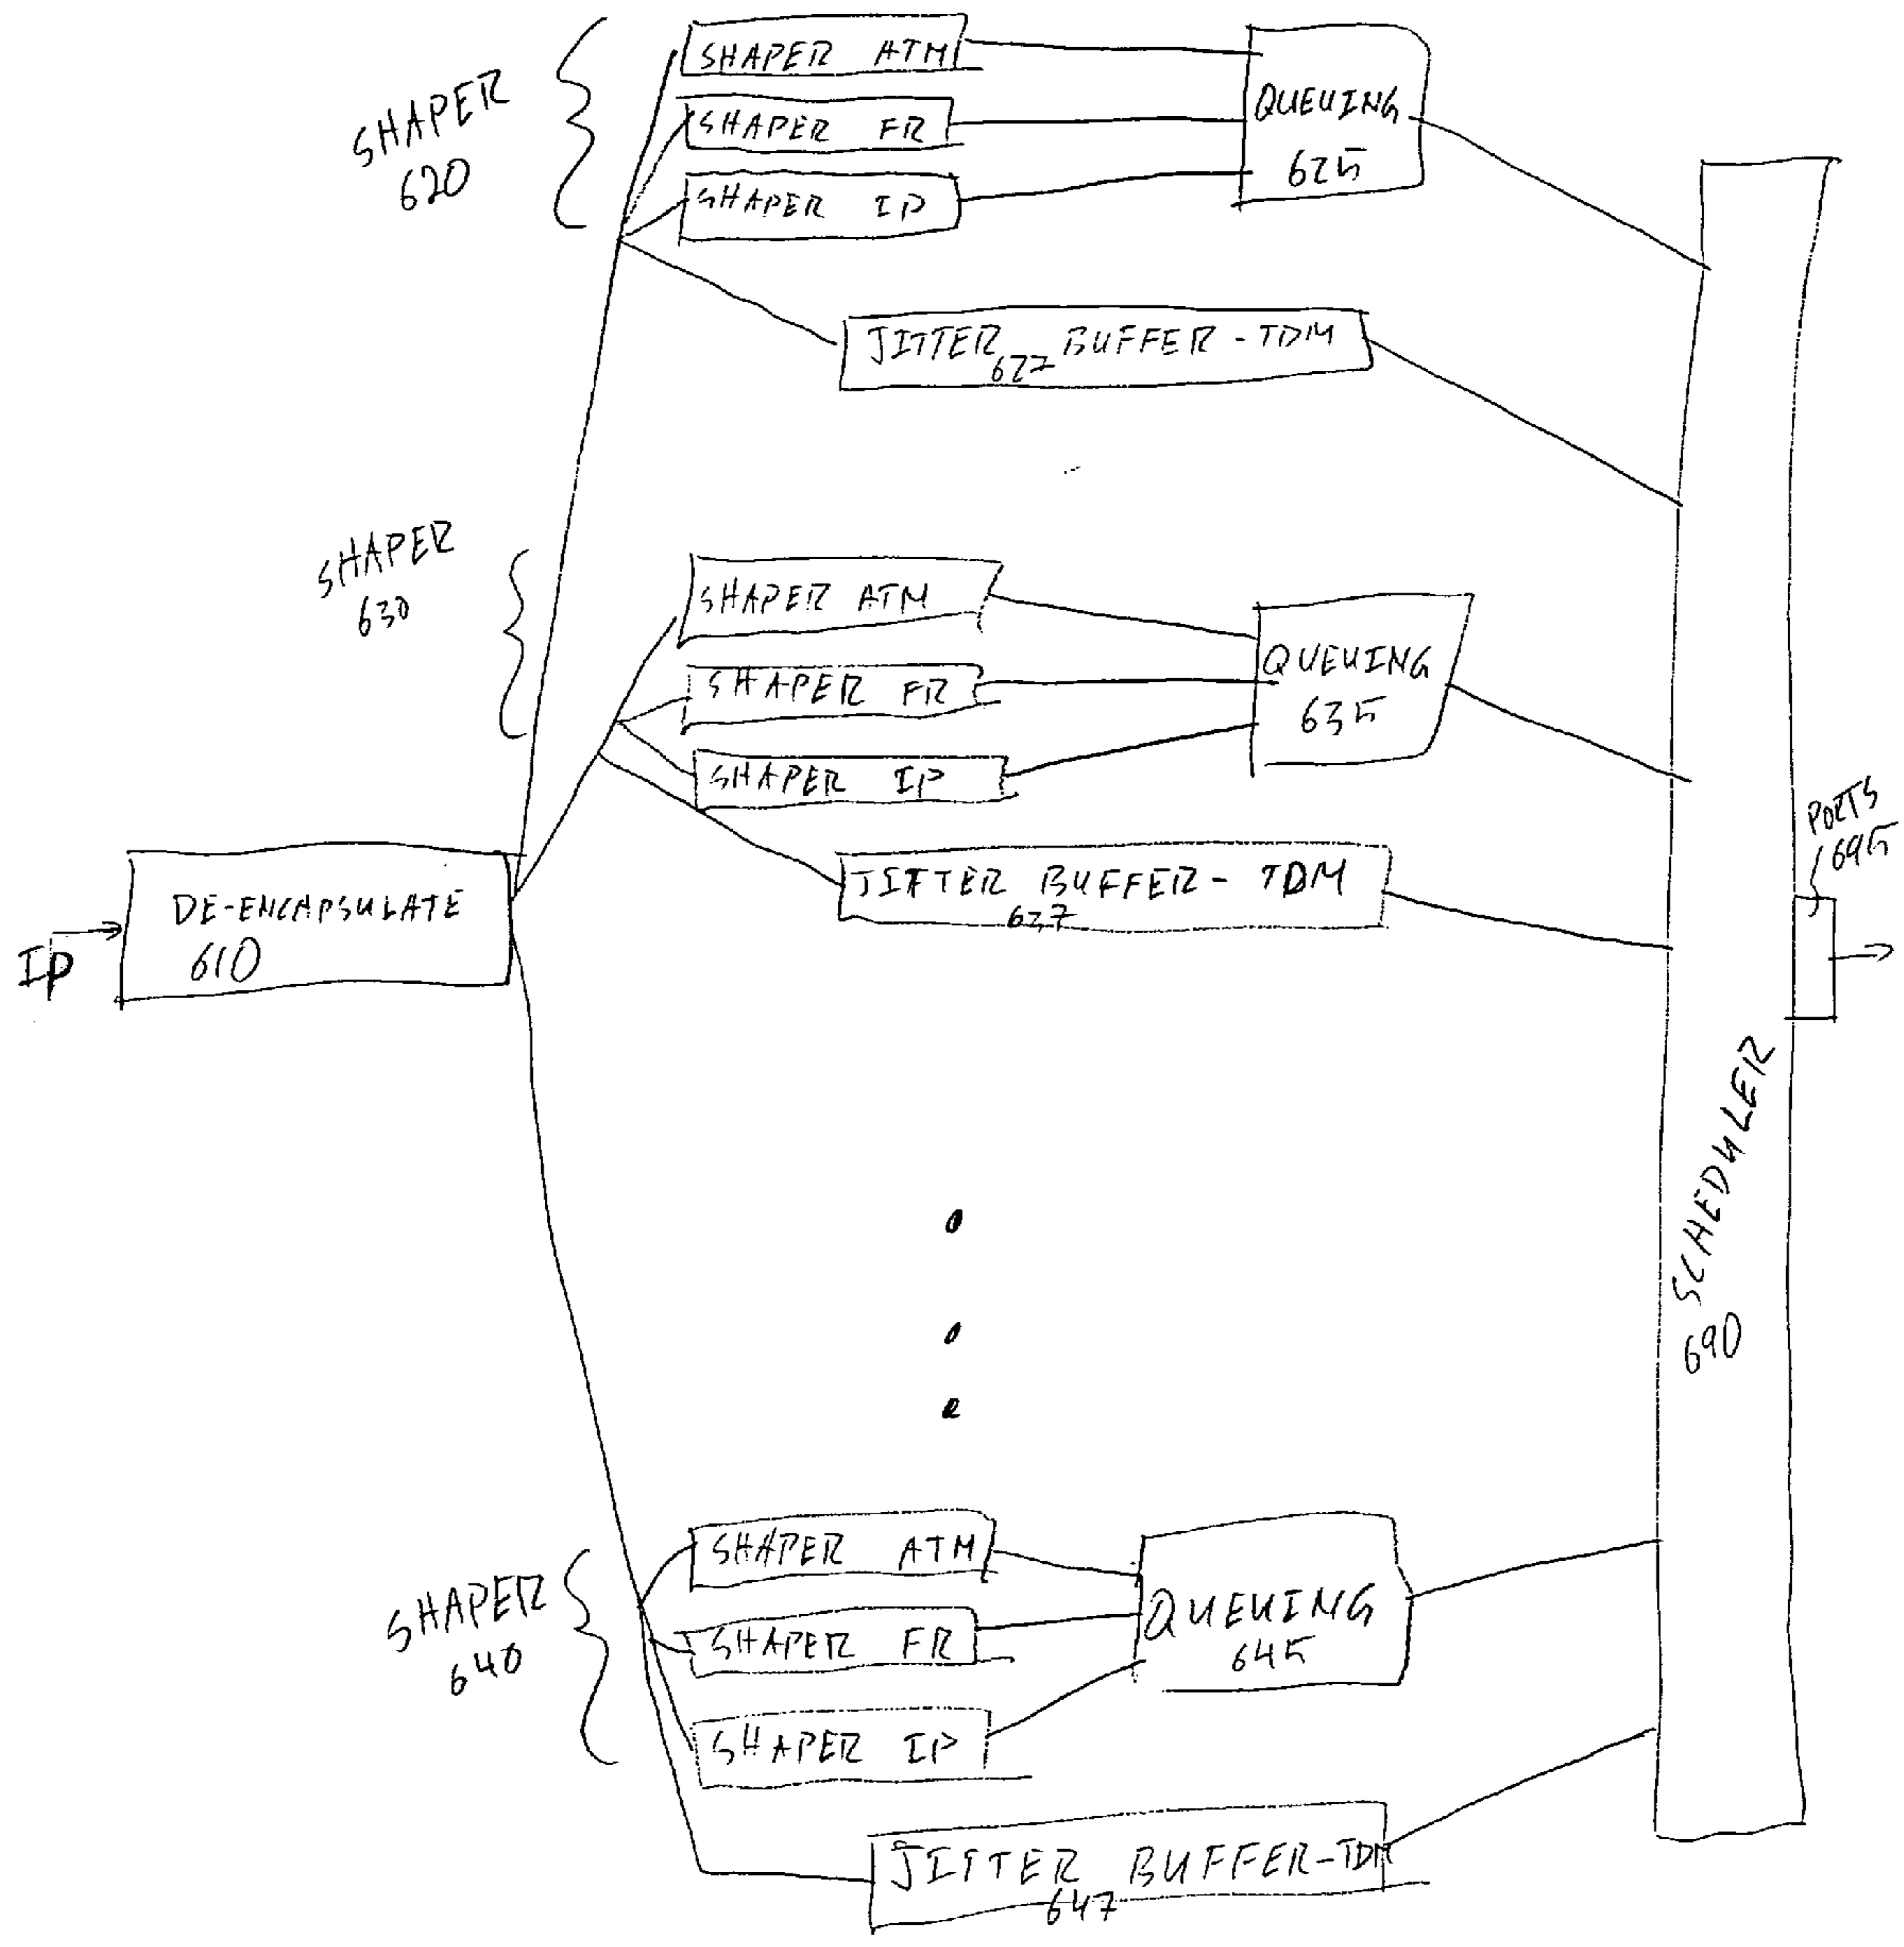 SHAPER
620
SHAPER ATM
SHAPER FR
SHAPER IP
QUEUING
625
JITTER BUFFER - TDM
627
SHAPER
630
SHAPER ATM
SHAPER FR
SHAPER IP
QUEUING
635
JITTER BUFFER - TDM
637
IP
DE-ENCAPSULATE
610
PORTS
695
SCHEDULER
690
SHAPER
640
SHAPER ATM
SHAPER FR
SHAPER IP
QUEUING
645
JITTER BUFFER-TDM
647